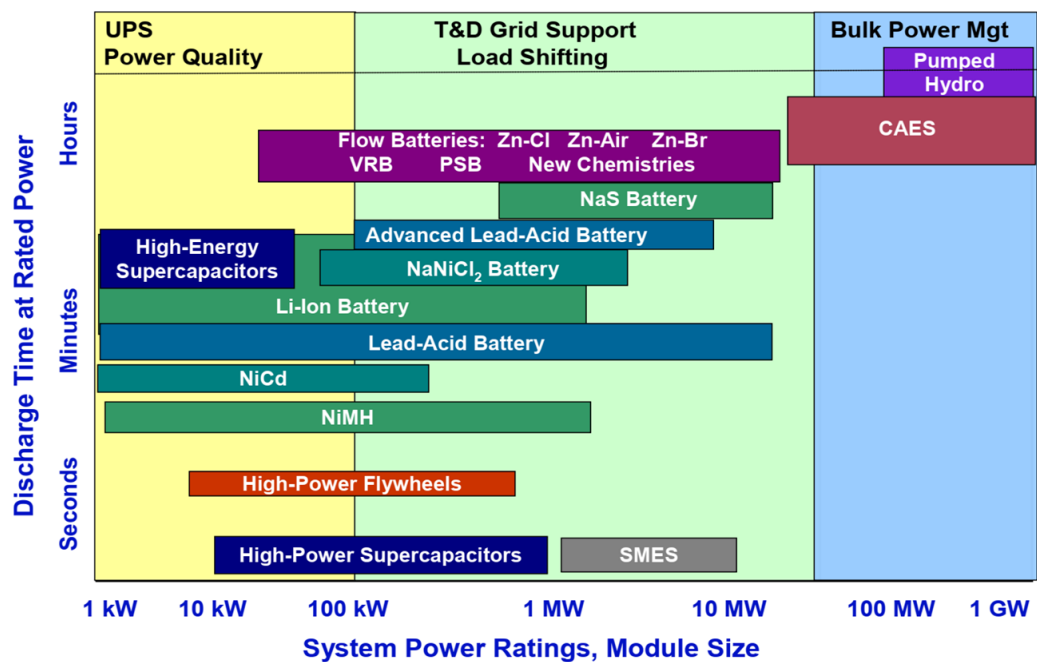 UPS
Power Quality
T&D Grid Support
Load Shifting
Bulk Power Mgt
Pumped
Hydro
CAES
Flow Batteries: Zn-Cl Zn-Air Zn-Br
VRB PSB New Chemistries
NaS Battery
Advanced Lead-Acid Battery
High-Energy
Supercapacitors
NaNiCl₂ Battery
Li-Ion Battery
Lead-Acid Battery
NiCd
NiMH
High-Power Flywheels
High-Power Supercapacitors
SMES
Discharge Time at Rated Power
Hours
Minutes
Seconds
1 kW 10 kW 100 kW 1 MW 10 MW 100 MW 1 GW
System Power Ratings, Module Size